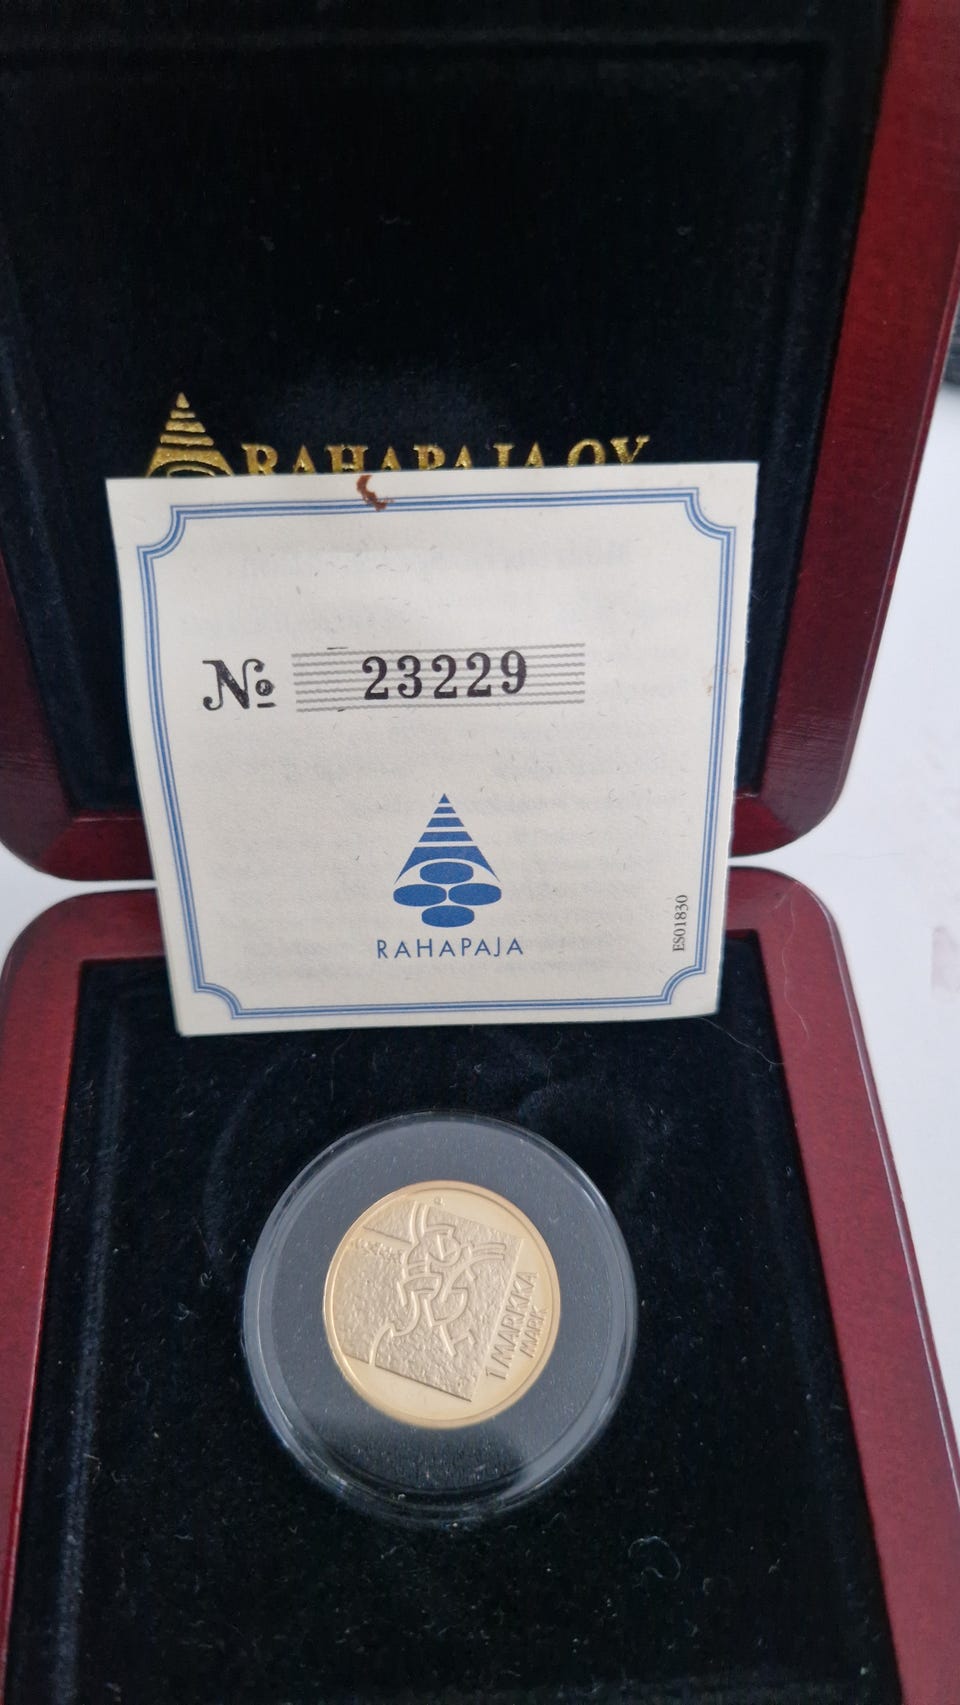 RAHAPAJA OY
No 23229
RAHAPAJA
ES01830
1 MARKKA
MARK